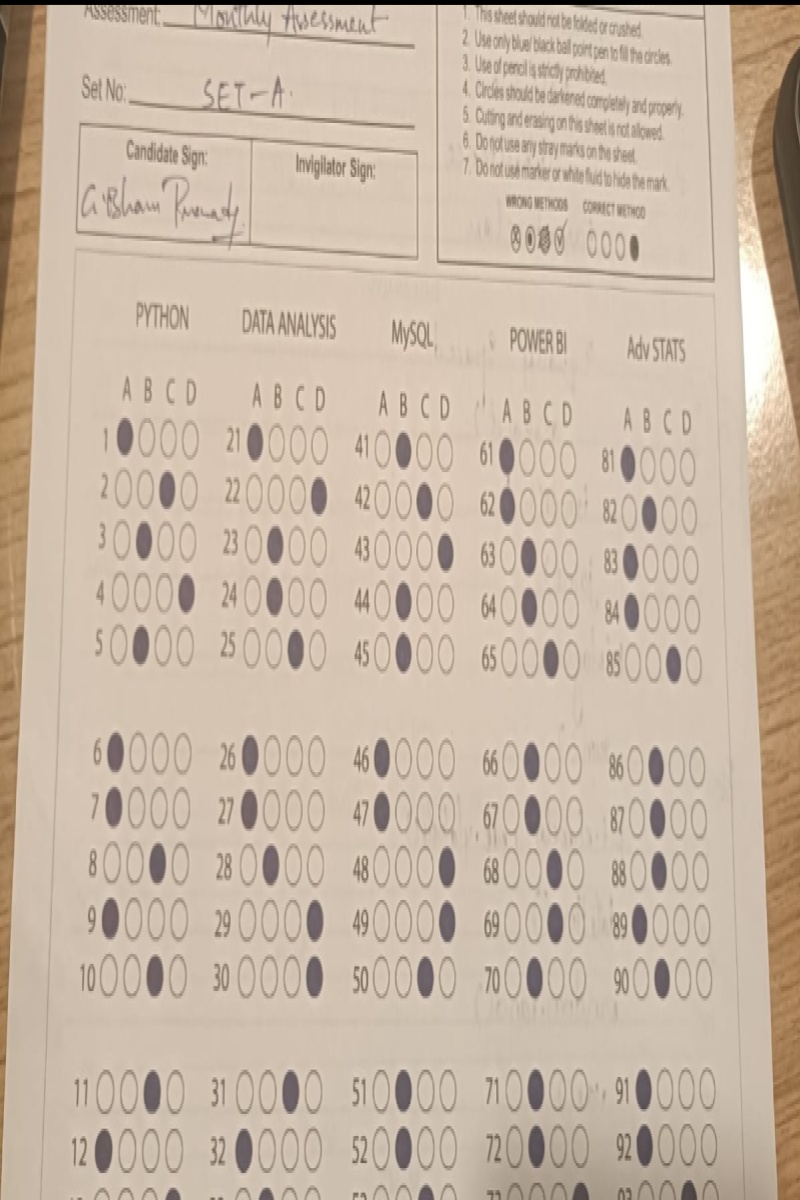 Assessment: Monthly Assessment
Set No: SET-A.
Candidate Sign:
Invigilator Sign:
1. This sheet should not be folded or crushed.
2. Use only blue/ black ball point pen to fill the circles.
3. Use of pencil is strictly prohibited.
4. Circles should be darkened completely and properly.
5. Cutting and erasing on this sheet is not allowed.
6. Do not use any stray marks on the sheet.
7. Do not use marker or white fluid to hide the mark.
WRONG METHODS CORRECT METHOD
PYTHON DATA ANALYSIS MySQL POWER BI Adv STATS
A B C D A B C D A B C D A B C D A B C D
1 21 41 61 81
2 22 42 62 82
3 23 43 63 83
4 24 44 64 84
5 25 45 65 85
6 26 46 66 86
7 27 47 67 87
8 28 48 68 88
9 29 49 69 89
10 30 50 70 90
11 31 51 71 91
12 32 52 72 92